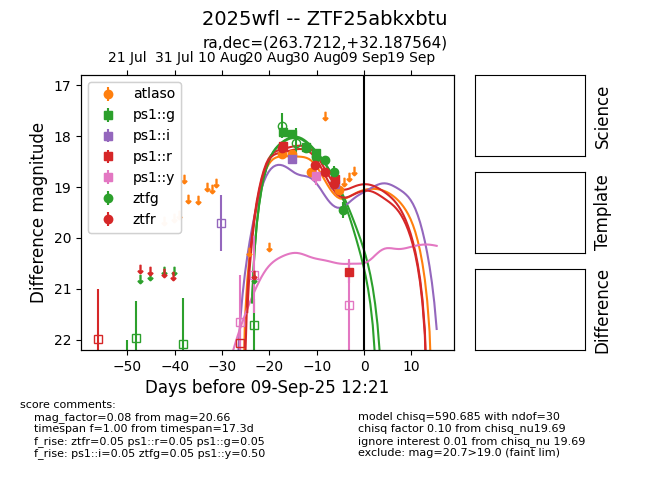 2025wfl -- ZTF25abkxbtu
ra,dec=(263.7212,+32.187564)
21 Jul 31 Jul 10 Aug 20 Aug 30 Aug 09 Sep 19 Sep
17
18
19
20
21
22
Difference magnitude
atlaso
ps1::g
ps1::i
ps1::r
ps1::y
ztfg
ztfr
−50 −40 −30 −20 −10 0 10
Days before 09-Sep-25 12:21
Science
Template
Difference
score comments:
mag_factor=0.08 from mag=20.66
timespan f=1.00 from timespan=17.3d
f_rise: ztfr=0.05 ps1::r=0.05 ps1::g=0.05
f_rise: ps1::i=0.05 ztfg=0.05 ps1::y=0.50
model chisq=590.685 with ndof=30
chisq factor 0.10 from chisq_nu19.69
ignore interest 0.01 from chisq_nu 19.69
exclude: mag=20.7>19.0 (faint lim)